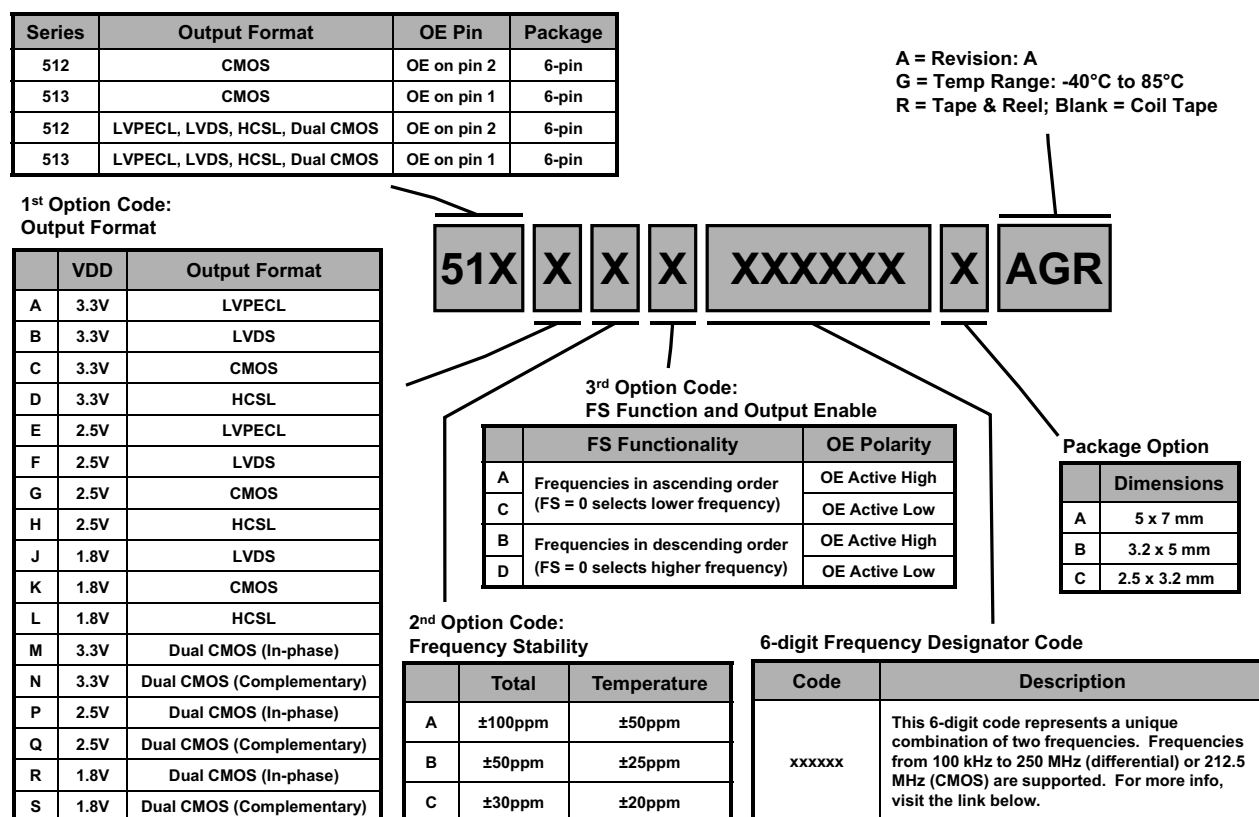 Series Output Format OE Pin Package
512 CMOS OE on pin 2 6-pin
513 CMOS OE on pin 1 6-pin
512 LVPECL, LVDS, HCSL, Dual CMOS OE on pin 2 6-pin
513 LVPECL, LVDS, HCSL, Dual CMOS OE on pin 1 6-pin
A = Revision: A
G = Temp Range: -40°C to 85°C
R = Tape & Reel; Blank = Coil Tape
51X X X X XXXXXX X AGR
1st Option Code:
Output Format
VDD Output Format
A 3.3V LVPECL
B 3.3V LVDS
C 3.3V CMOS
D 3.3V HCSL
E 2.5V LVPECL
F 2.5V LVDS
G 2.5V CMOS
H 2.5V HCSL
J 1.8V LVDS
K 1.8V CMOS
L 1.8V HCSL
M 3.3V Dual CMOS (In-phase)
N 3.3V Dual CMOS (Complementary)
P 2.5V Dual CMOS (In-phase)
Q 2.5V Dual CMOS (Complementary)
R 1.8V Dual CMOS (In-phase)
S 1.8V Dual CMOS (Complementary)
3rd Option Code:
FS Function and Output Enable
FS Functionality OE Polarity
A Frequencies in ascending order OE Active High
C (FS = 0 selects lower frequency) OE Active Low
B Frequencies in descending order OE Active High
D (FS = 0 selects higher frequency) OE Active Low
Package Option
Dimensions
A 5 x 7 mm
B 3.2 x 5 mm
C 2.5 x 3.2 mm
2nd Option Code:
Frequency Stability
Total Temperature
A ±100ppm ±50ppm
B ±50ppm ±25ppm
C ±30ppm ±20ppm
6-digit Frequency Designator Code
Code Description
xxxxxx
This 6-digit code represents a unique
combination of two frequencies. Frequencies
from 100 kHz to 250 MHz (differential) or 212.5
MHz (CMOS) are supported. For more info,
visit the link below.